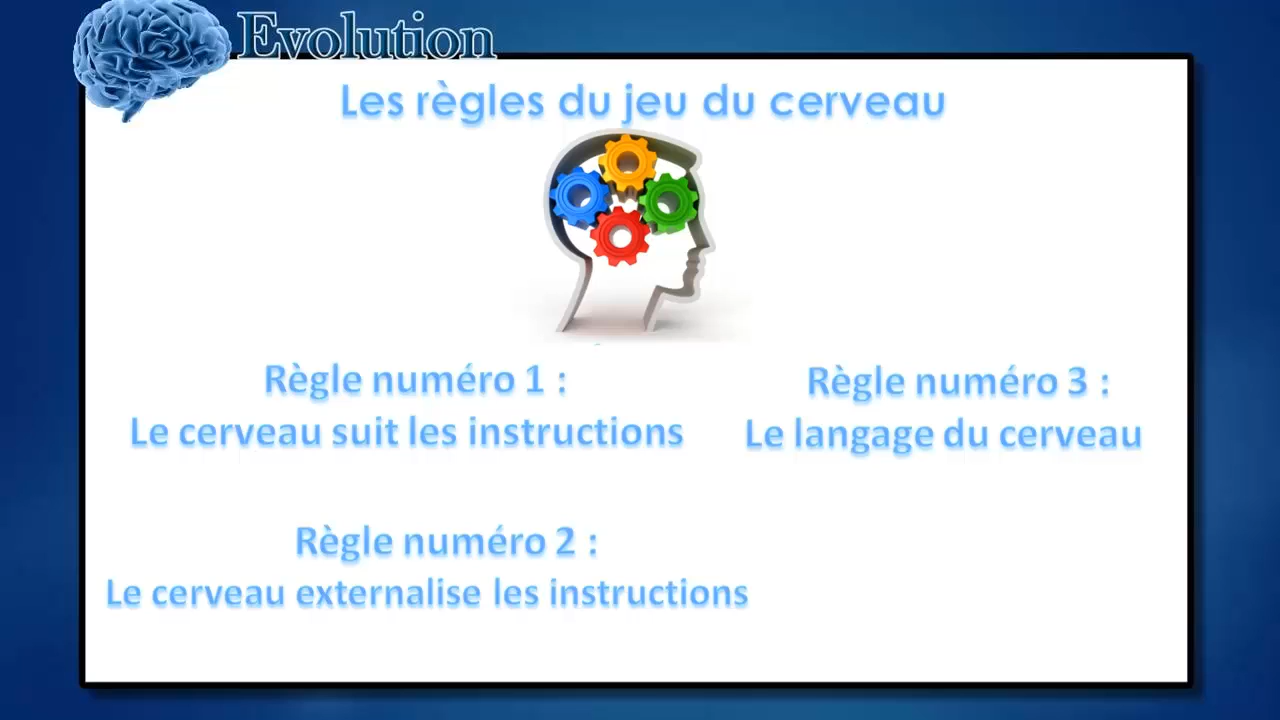 Evolution
Les règles du jeu du cerveau
Règle numéro 1 :
Le cerveau suit les instructions
Règle numéro 2 :
Le cerveau externalise les instructions
Règle numéro 3 :
Le langage du cerveau